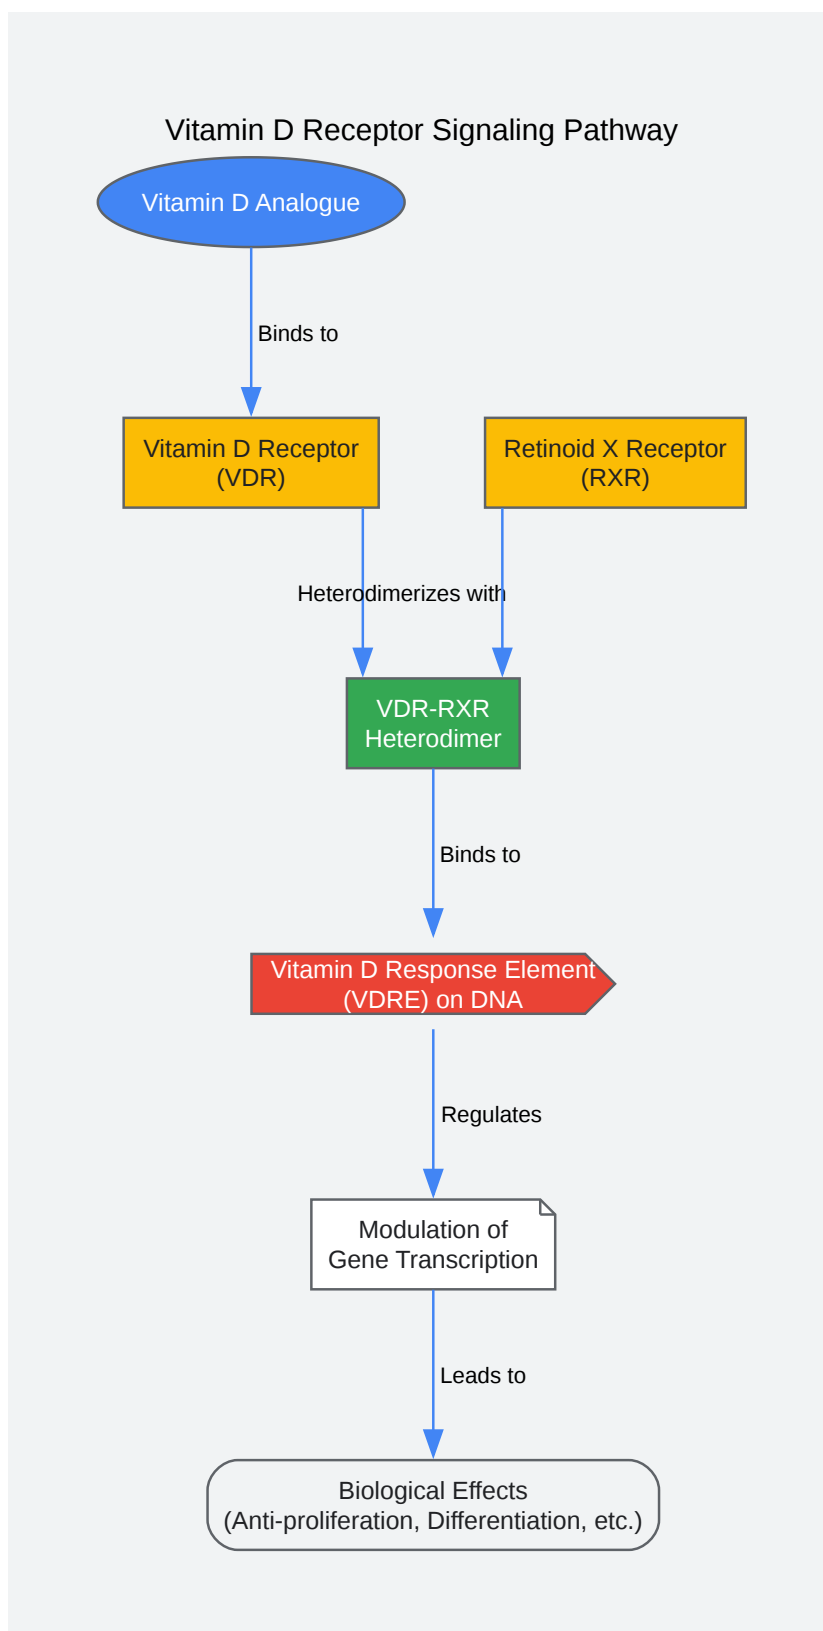 Vitamin D Receptor Signaling Pathway
Vitamin D Analogue
Binds to
Vitamin D Receptor
(VDR)
Retinoid X Receptor
(RXR)
Heterodimerizes with
VDR-RXR
Heterodimer
Binds to
Vitamin D Response Element
(VDRE) on DNA
Regulates
Modulation of
Gene Transcription
Leads to
Biological Effects
(Anti-proliferation, Differentiation, etc.)